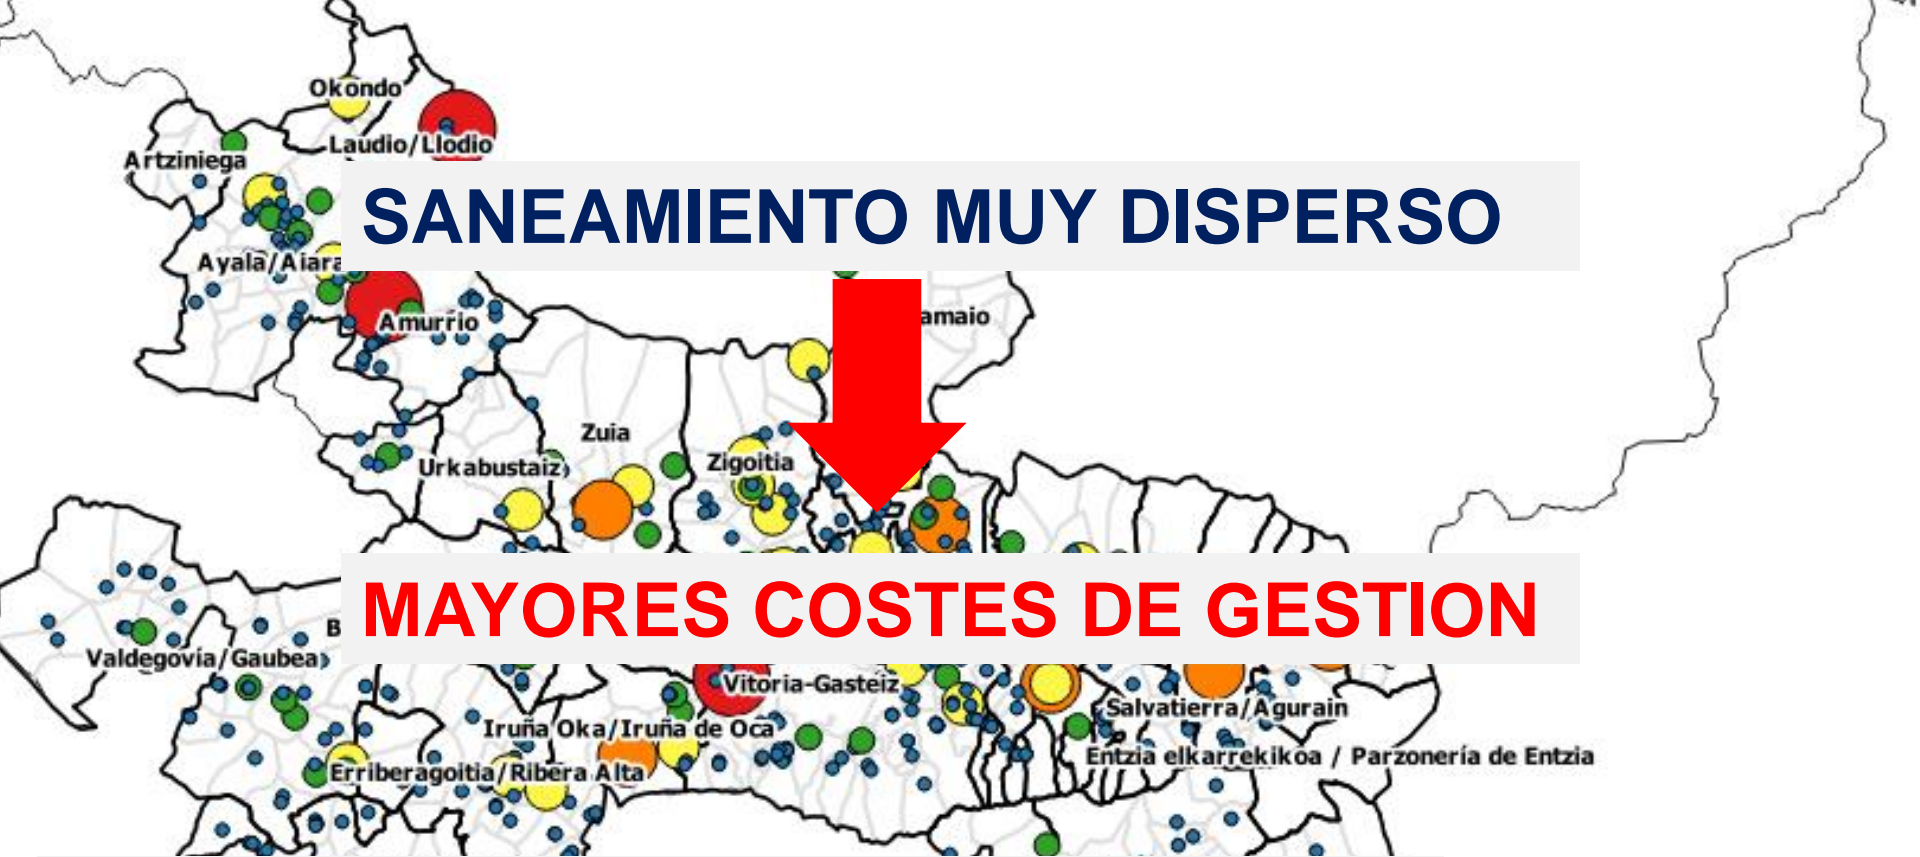 Okondo
Laudio/Llodio
Artziniega
SANEAMIENTO MUY DISPERSO
Ayala/Aiara
Amurrio
amaio
Zuia
Urkabustaiz
Zigoitia
MAYORES COSTES DE GESTION
B
Valdegovía/Gaubea
Vitoria-Gasteiz
Salvatierra/Agurain
Iruña Oka/Iruña de Oca
Entzia elkarrekikoa / Parzonería de Entzia
Erriberagoitia/Ribera Alta